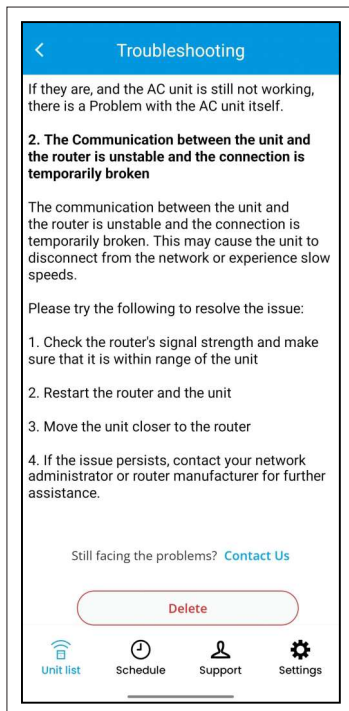 Troubleshooting
If they are, and the AC unit is still not working,
there is a Problem with the AC unit itself.
2. The Communication between the unit and
the router is unstable and the connection is
temporarily broken
The communication between the unit and
the router is unstable and the connection is
temporarily broken. This may cause the unit to
disconnect from the network or experience slow
speeds.
Please try the following to resolve the issue:
1. Check the router's signal strength and make
sure that it is within range of the unit
2. Restart the router and the unit
3. Move the unit closer to the router
4. If the issue persists, contact your network
administrator or router manufacturer for further
assistance.
Still facing the problems? Contact Us
Delete
Unit list Schedule Support Settings